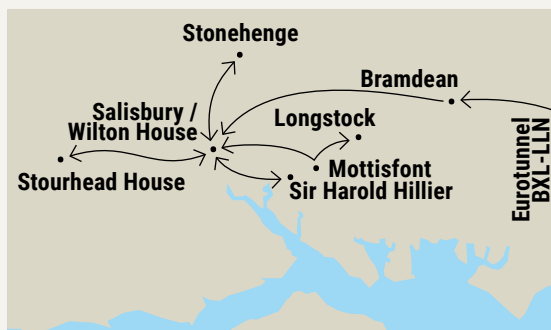 Stonehenge
Bramdean
Salisbury /
Wilton House
Longstock
Stourhead House
Mottisfont
Sir Harold Hillier
Eurotunnel
BXL-LLN